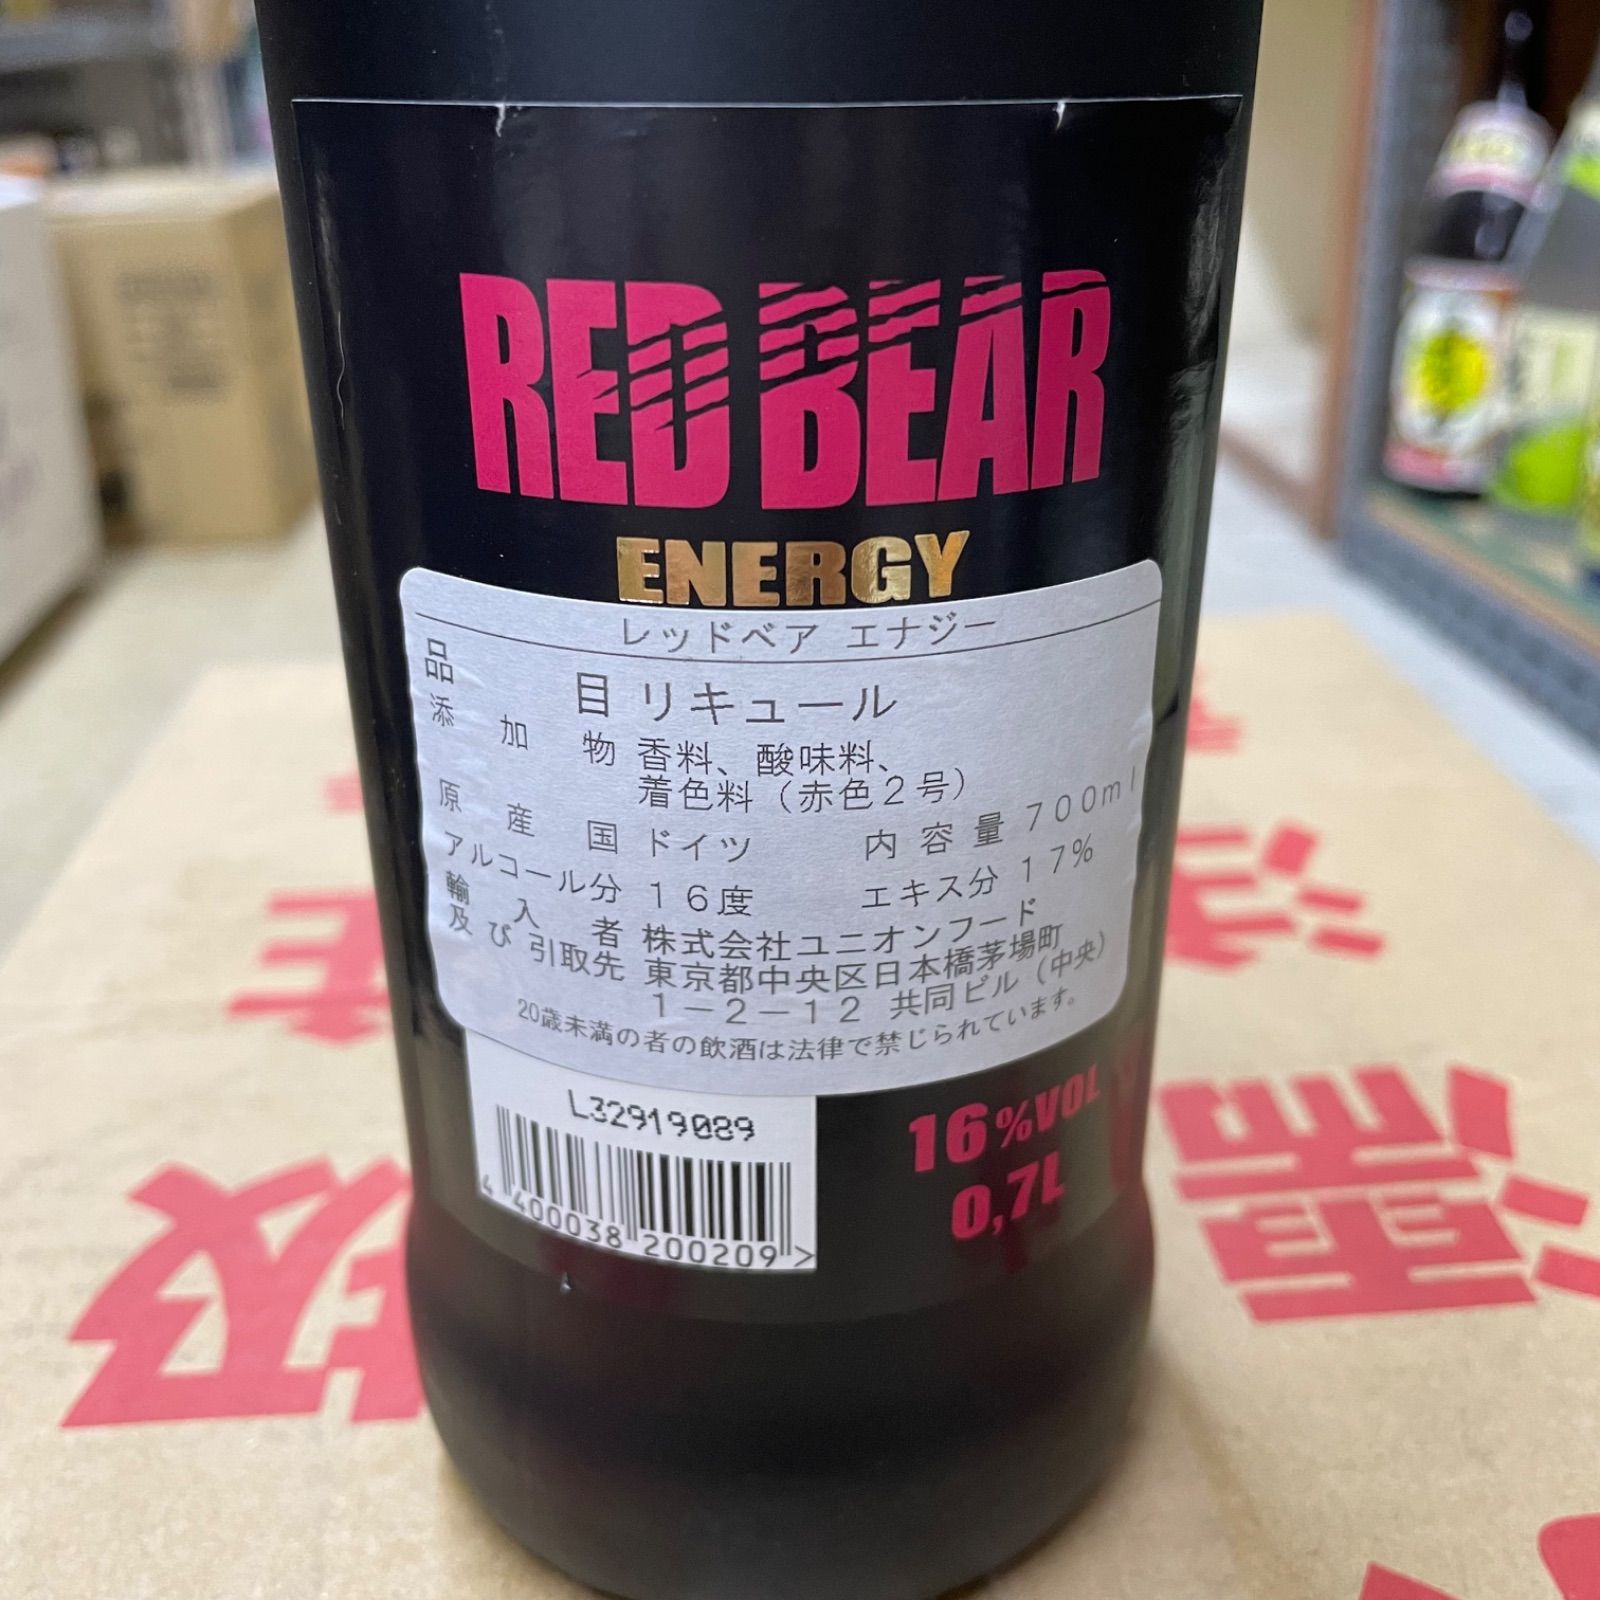 RED BEAR
ENERGY
レッドベア エナジー
品目 リキュール
添加物 香料、酸味料、
着色料（赤色２号）
原産国 ドイツ 内容量 ７００ｍｌ
アルコール分 １６度 エキス分 １７％
輸入者 株式会社ユニオンフード
及び引取先 東京都中央区日本橋茅場町
１－２－１２ 共同ビル（中央）
20歳未満の者の飲酒は法律で禁じられています。
L32919089
16%VOL
0,7L
4 400038 200209 >